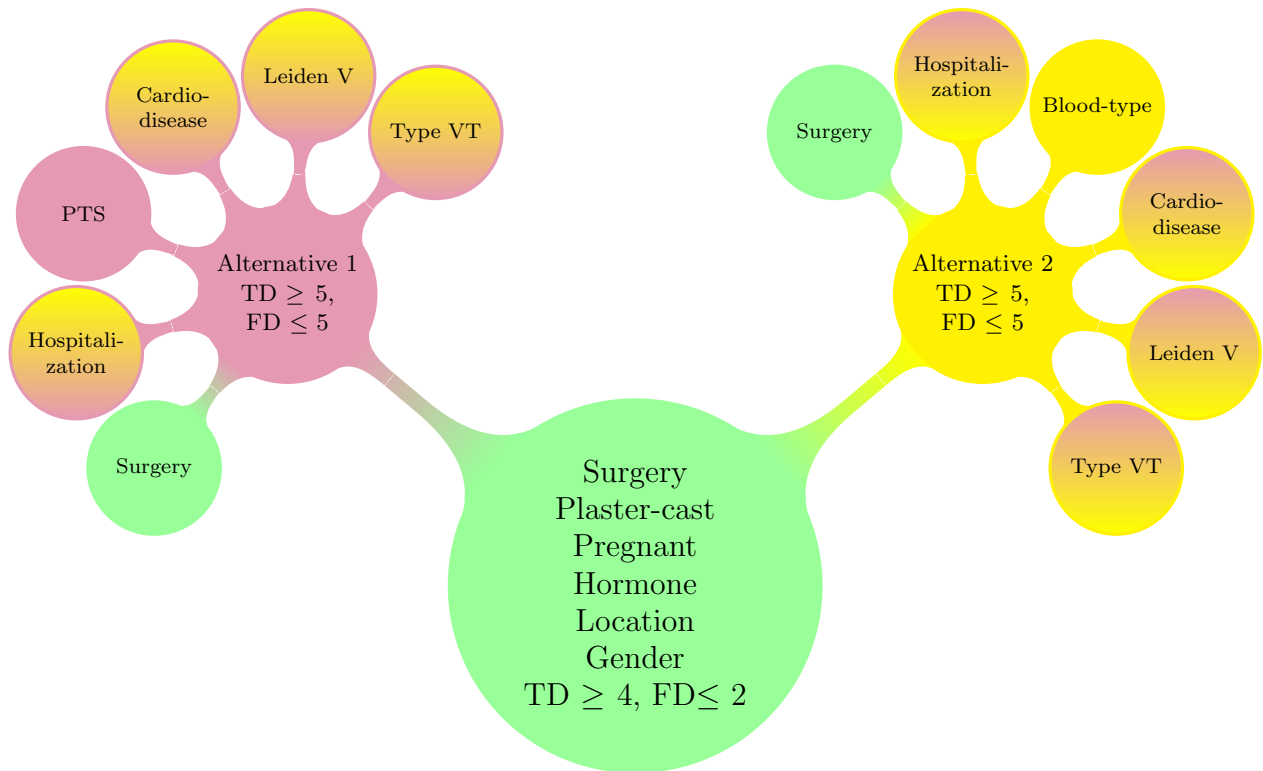 Leiden V
Cardio-
disease
Type VT
PTS
Alternative 1
TD ≥ 5,
FD ≤ 5
Hospitali-
zation
Surgery
Hospitali-
zation
Blood-type
Surgery
Cardio-
disease
Alternative 2
TD ≥ 5,
FD ≤ 5
Leiden V
Type VT
Surgery
Plaster-cast
Pregnant
Hormone
Location
Gender
TD ≥ 4, FD≤ 2